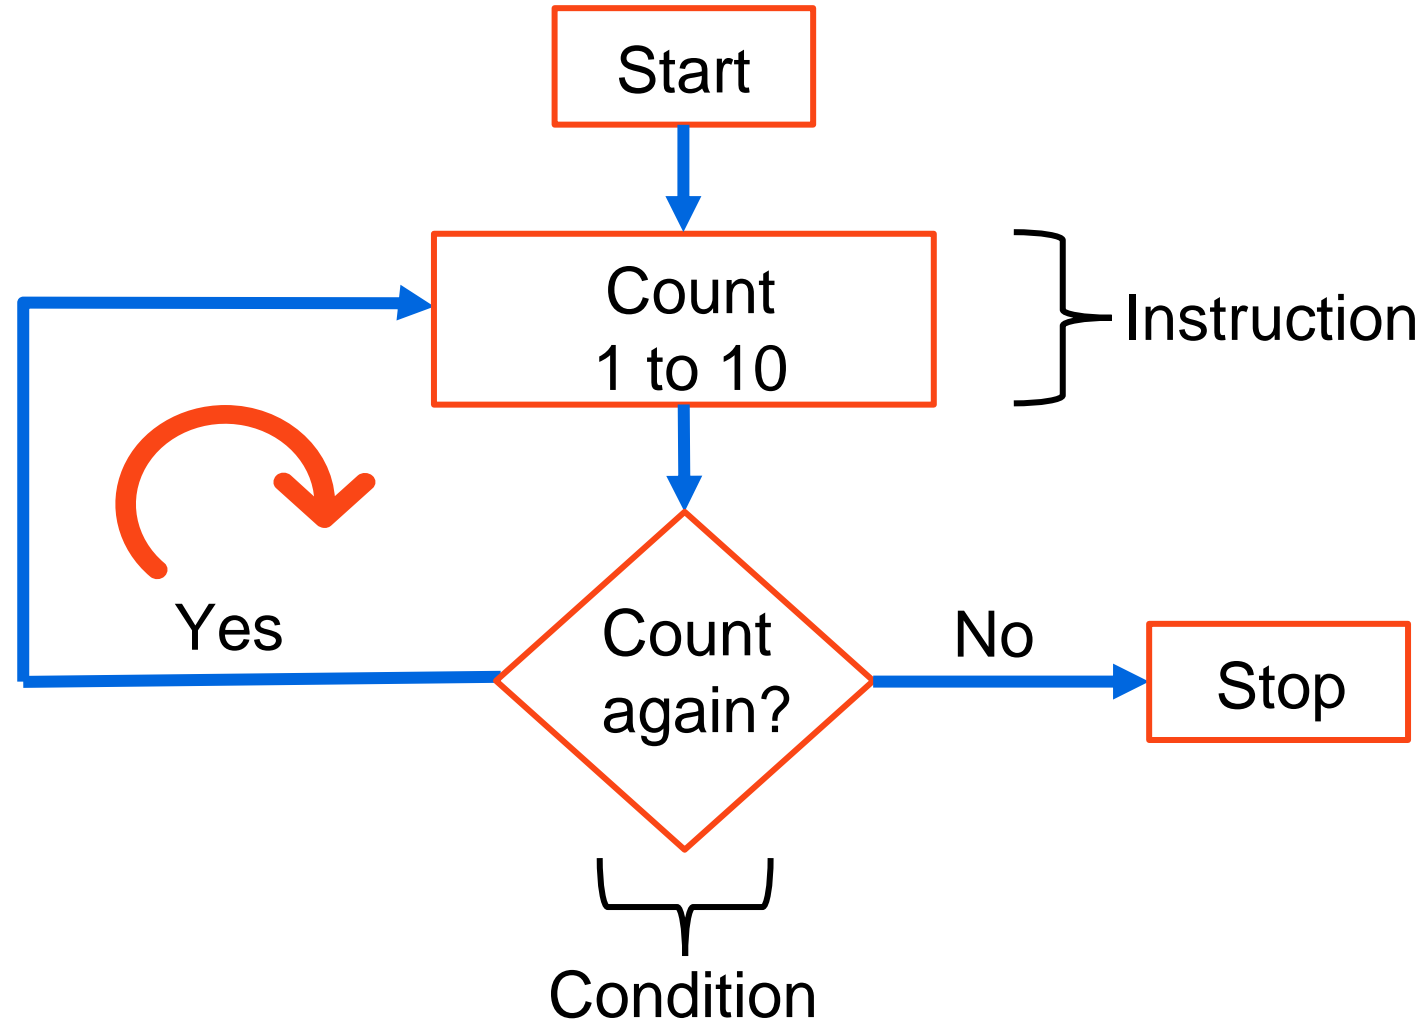 Start
Count
1 to 10
Instruction
Yes
Count
again?
No
Stop
Condition